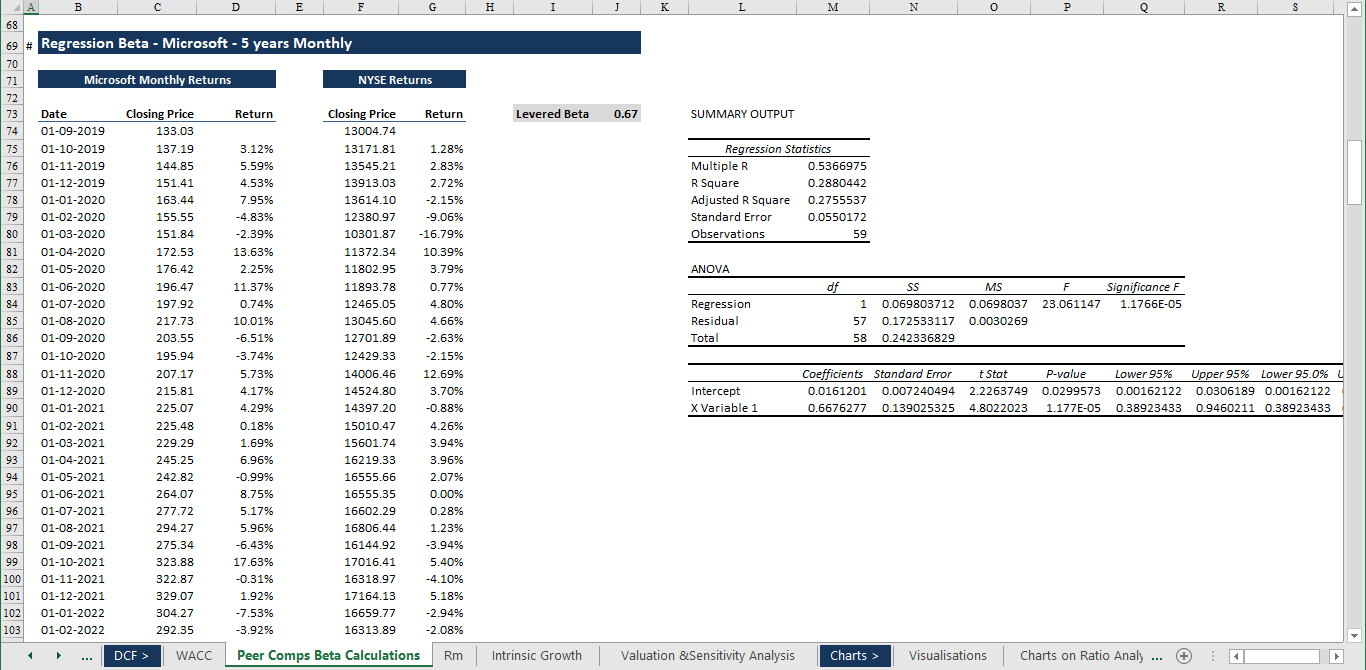 A B C D E F G H I J K L M N O P Q R S
68
69 # Regression Beta - Microsoft - 5 years Monthly
70
71 Microsoft Monthly Returns NYSE Returns
72
73 Date Closing Price Return Closing Price Return Levered Beta 0.67 SUMMARY OUTPUT
74 01-09-2019 133.03 13004.74
75 01-10-2019 137.19 3.12% 13171.81 1.28% Regression Statistics
76 01-11-2019 144.85 5.59% 13545.21 2.83% Multiple R 0.5366975
77 01-12-2019 151.41 4.53% 13913.03 2.72% R Square 0.2880442
78 01-01-2020 163.44 7.95% 13614.10 -2.15% Adjusted R Square 0.2755537
79 01-02-2020 155.55 -4.83% 12380.97 -9.06% Standard Error 0.0550172
80 01-03-2020 151.84 -2.39% 10301.87 -16.79% Observations 59
81 01-04-2020 172.53 13.63% 11372.34 10.39%
82 01-05-2020 176.42 2.25% 11802.95 3.79% ANOVA
83 01-06-2020 196.47 11.37% 11893.78 0.77% df SS MS F Significance F
84 01-07-2020 197.92 0.74% 12465.05 4.80% Regression 1 0.069803712 0.0698037 23.061147 1.1766E-05
85 01-08-2020 217.73 10.01% 13045.60 4.66% Residual 57 0.172533117 0.0030269
86 01-09-2020 203.55 -6.51% 12701.89 -2.63% Total 58 0.242336829
87 01-10-2020 195.94 -3.74% 12429.33 -2.15%
88 01-11-2020 207.17 5.73% 14006.46 12.69% Coefficients Standard Error t Stat P-value Lower 95% Upper 95% Lower 95.0%
89 01-12-2020 215.81 4.17% 14524.80 3.70% Intercept 0.0161201 0.007240494 2.2263749 0.0299573 0.00162122 0.0306189 0.00162122
90 01-01-2021 225.07 4.29% 14397.20 -0.88% X Variable 1 0.6676277 0.139025325 4.8022023 1.177E-05 0.38923433 0.9460211 0.38923433
91 01-02-2021 225.48 0.18% 15010.47 4.26%
92 01-03-2021 229.29 1.69% 15601.74 3.94%
93 01-04-2021 245.25 6.96% 16219.33 3.96%
94 01-05-2021 242.82 -0.99% 16555.66 2.07%
95 01-06-2021 264.07 8.75% 16555.35 0.00%
96 01-07-2021 277.72 5.17% 16602.29 0.28%
97 01-08-2021 294.27 5.96% 16806.44 1.23%
98 01-09-2021 275.34 -6.43% 16144.92 -3.94%
99 01-10-2021 323.88 17.63% 17016.41 5.40%
100 01-11-2021 322.87 -0.31% 16318.97 -4.10%
101 01-12-2021 329.07 1.92% 17164.13 5.18%
102 01-01-2022 304.27 -7.53% 16659.77 -2.94%
103 01-02-2022 292.35 -3.92% 16313.89 -2.08%
... DCF > WACC Peer Comps Beta Calculations Rm Intrinsic Growth Valuation &Sensitivity Analysis Charts > Visualisations Charts on Ratio Analy ...